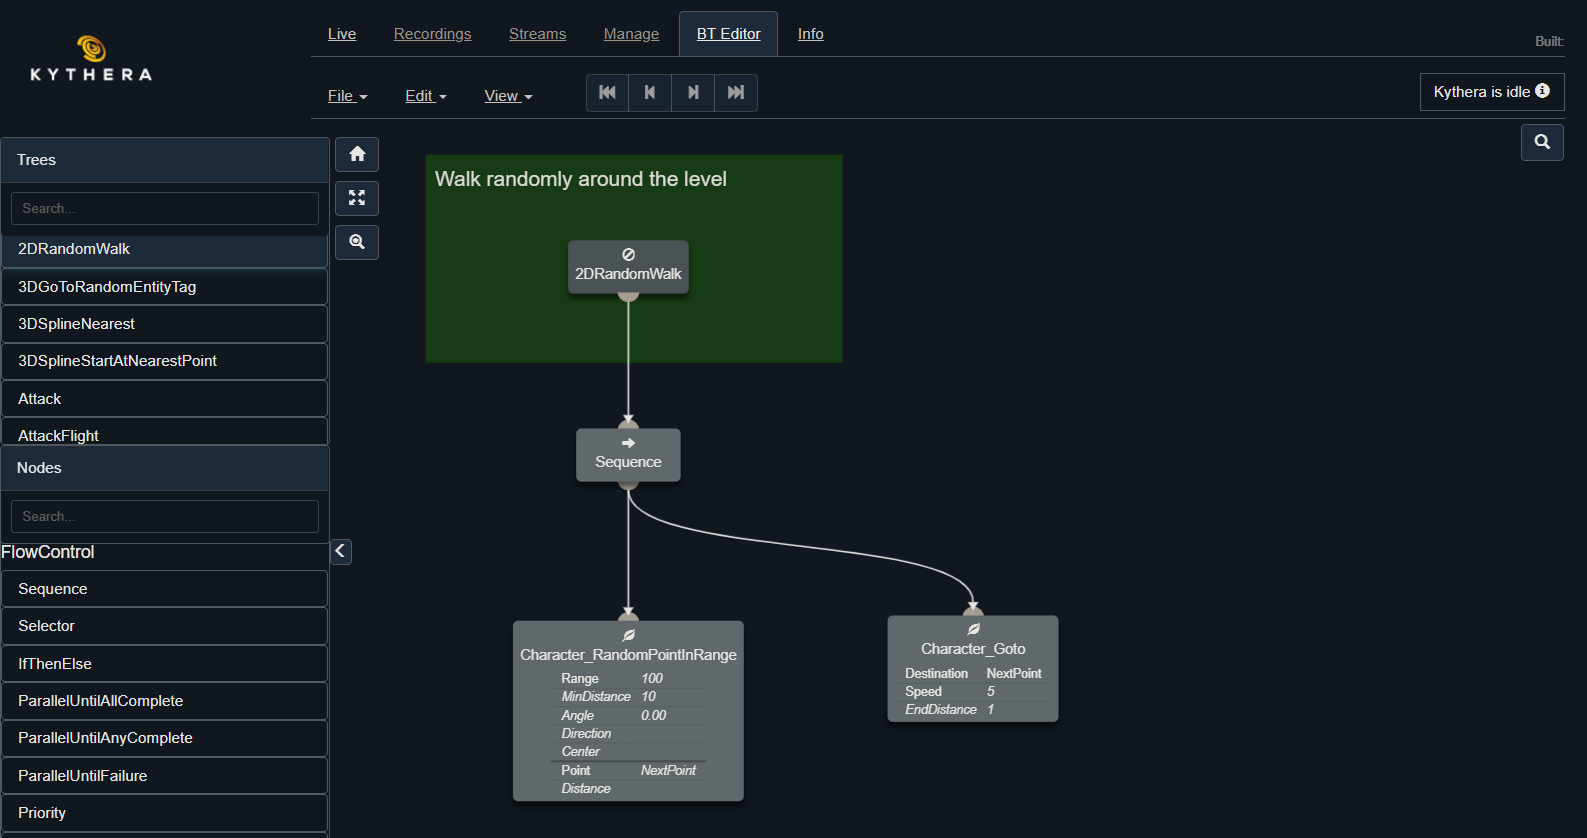 KYTHERA
Live Recordings Streams Manage BT Editor Info
Built:
File Edit View
Kythera is idle
Trees
Search...
2DRandomWalk
3DGoToRandomEntityTag
3DSplineNearest
3DSplineStartAtNearestPoint
Attack
AttackFlight
Nodes
Search...
FlowControl
Sequence
Selector
IfThenElse
ParallelUntilAllComplete
ParallelUntilAnyComplete
ParallelUntilFailure
Priority
Walk randomly around the level
2DRandomWalk
Sequence
Character_RandomPointInRange
Range 100
MinDistance 10
Angle 0.00
Direction
Center
Point NextPoint
Distance
Character_Goto
Destination NextPoint
Speed 5
EndDistance 1